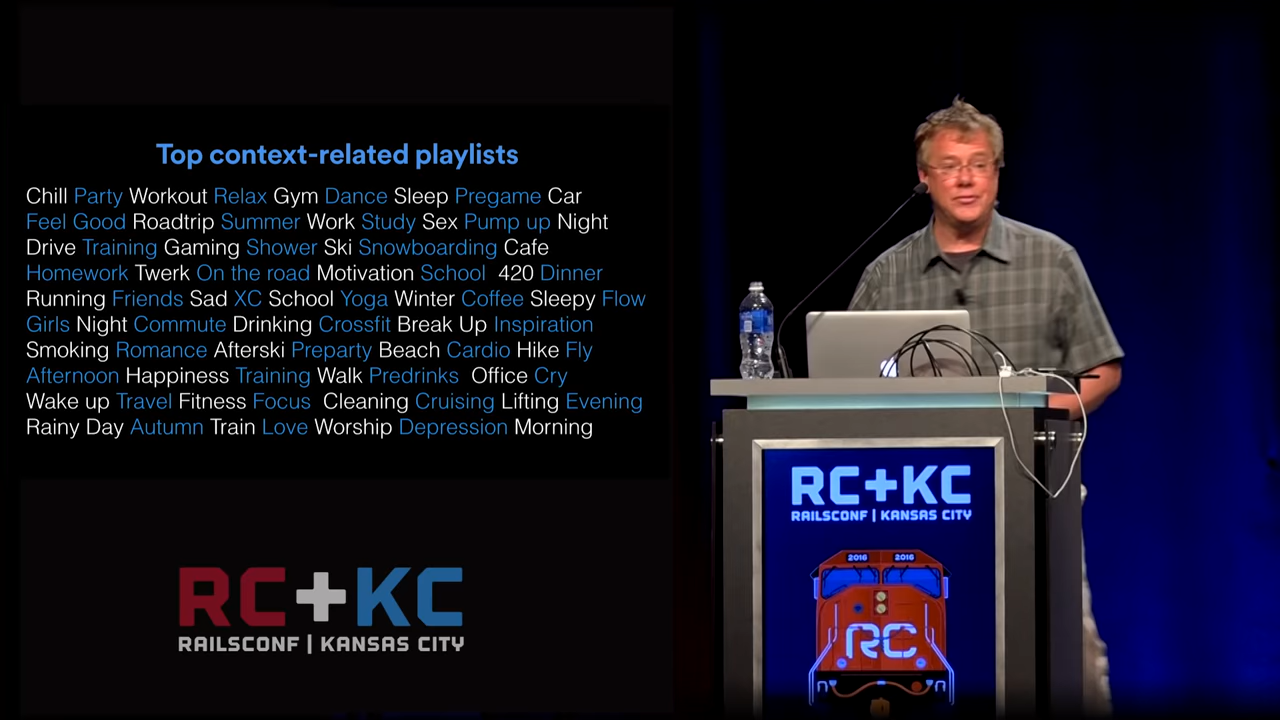 Top context-related playlists
Chill Party Workout Relax Gym Dance Sleep Pregame Car
Feel Good Roadtrip Summer Work Study Sex Pump up Night
Drive Training Gaming Shower Ski Snowboarding Cafe
Homework Twerk On the road Motivation School 420 Dinner
Running Friends Sad XC School Yoga Winter Coffee Sleepy Flow
Girls Night Commute Drinking Crossfit Break Up Inspiration
Smoking Romance Afterski Preparty Beach Cardio Hike Fly
Afternoon Happiness Training Walk Predrinks Office Cry
Wake up Travel Fitness Focus Cleaning Cruising Lifting Evening
Rainy Day Autumn Train Love Worship Depression Morning
RC+KC
RAILSCONF | KANSAS CITY
RC+KC
RAILSCONF | KANSAS CITY
2016 2016
RC